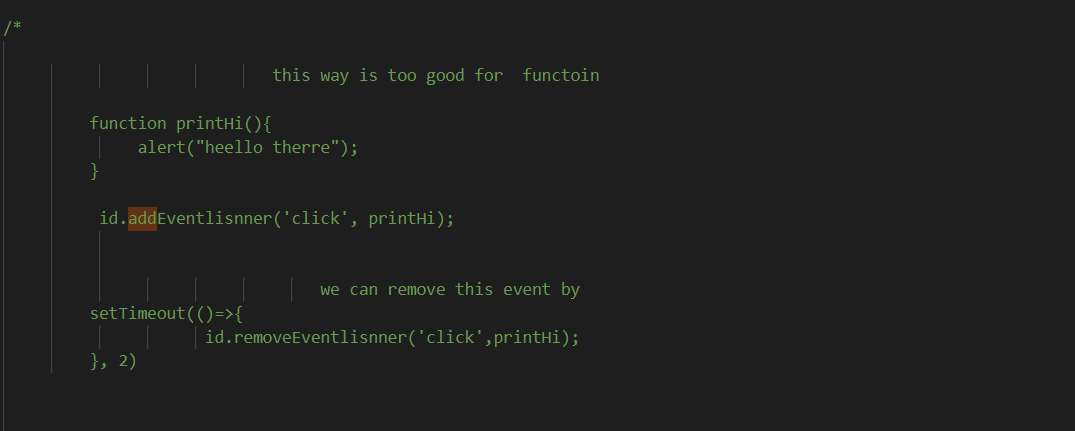 /*
this way is too good for  functoin
function printHi(){
alert("heello therre");
}
id.addEventlisnner('click', printHi);
we can remove this event by
setTimeout(()=>{
id.removeEventlisnner('click',printHi);
}, 2)